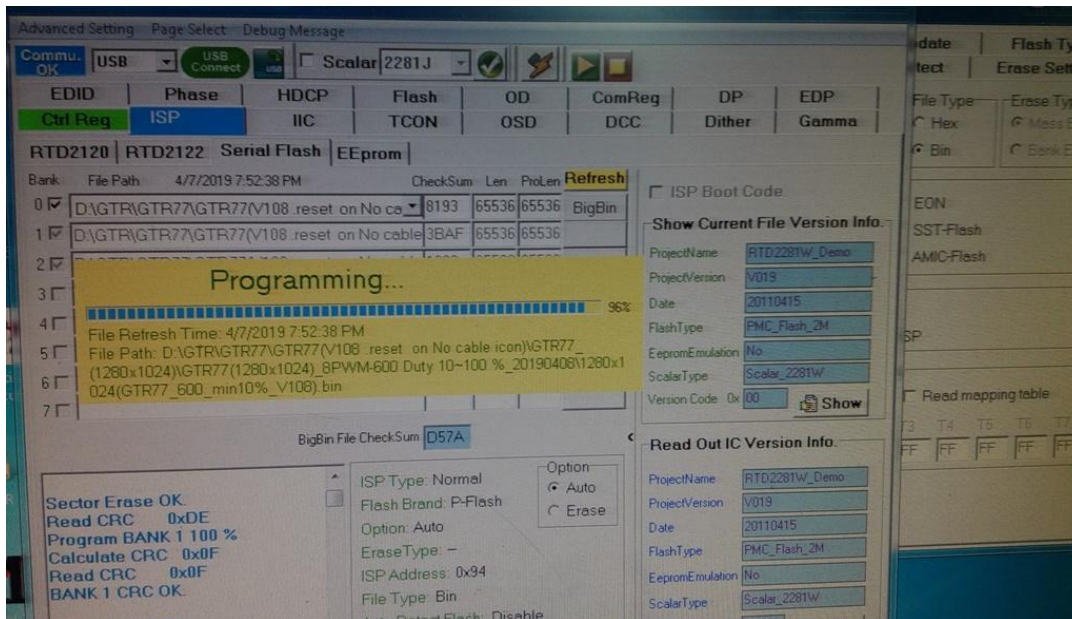 Advanced Setting Page Select Debug Message
Commu. OK USB USB Connect Scalar 2281J
EDID Phase HDCP Flash OD ComReg DP EDP
Ctrl Reg ISP IIC TCON OSD DCC Dither Gamma
RTD2120 RTD2122 Serial Flash EEprom
Bank File Path 4/7/2019 7:52:38 PM CheckSum Len ProLen Refresh
0 D:\GTR\GTR77\GTR77(V108 .reset on No ca 8193 65536 65536 BigBin
1 D:\GTR\GTR77\GTR77(V108 .reset on No cable 3BAF 65536 65536
2
3
4
5
6
7
Programming...
96%
File Refresh Time: 4/7/2019 7:52:38 PM
File Path: D:\GTR\GTR77\GTR77(V108 .reset on No cable icon)\GTR77_
(1280x1024)\GTR77(1280x1024)_8PWM-600 Duty 10~100 %_20190408\1280x1
024(GTR77_600_min10%_V108).bin
BigBin File CheckSum D57A
Sector Erase OK.
Read CRC 0xDE
Program BANK 1 100 %
Calculate CRC 0x0F
Read CRC 0x0F
BANK 1 CRC OK.
ISP Type: Normal
Flash Brand: P-Flash
Option: Auto
EraseType: –
ISP Address: 0x94
File Type: Bin
Disable
Option
Auto
Erase
ISP Boot Code
Show Current File Version Info.
ProjectName RTD2281W_Demo
ProjectVersion V019
Date 20110415
FlashType PMC_Flash_2M
EepromEmulation No
ScalarType Scalar_2281W
Version Code 0x 00 Show
Read Out IC Version Info.
ProjectName RTD2281W_Demo
ProjectVersion V019
Date 20110415
FlashType PMC_Flash_2M
EepromEmulation No
ScalarType Scalar_2281W
date Flash Ty
tect Erase Sett
File Type Erase Typ
Hex Mass E
Bin Bank E
EON
SST-Flash
AMIC-Flash
SP
Read mapping table
T3 T4 T5 T6 T7
FF FF FF FF FF